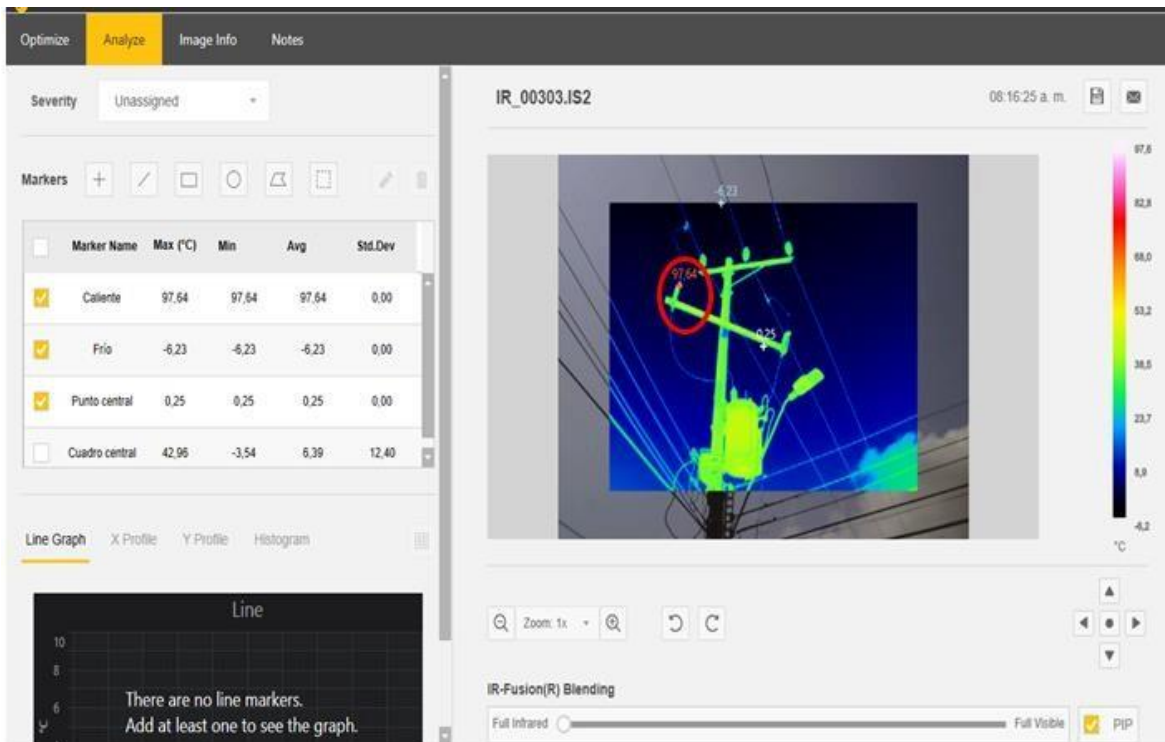 Optimize Analyze Image Info Notes
Severity Unassigned
IR_00303.IS2 08:16:25 a. m.
Markers
Marker Name Max (°C) Min Avg Std.Dev
Caliente 97,64 97,64 97,64 0,00
Frío -6,23 -6,23 -6,23 0,00
Punto central 0,25 0,25 0,25 0,00
Cuadro central 42,96 -3,54 6,39 12,40
Line Graph X Profile Y Profile Histogram
Line
10
8
6
°C
There are no line markers.
Add at least one to see the graph.
-6,23
97,64
0,25
97,6
82,8
68,0
53,2
38,5
23,7
8,9
-6,2
°C
Zoom: 1x
IR-Fusion(R) Blending
Full Infrared Full Visible PIP